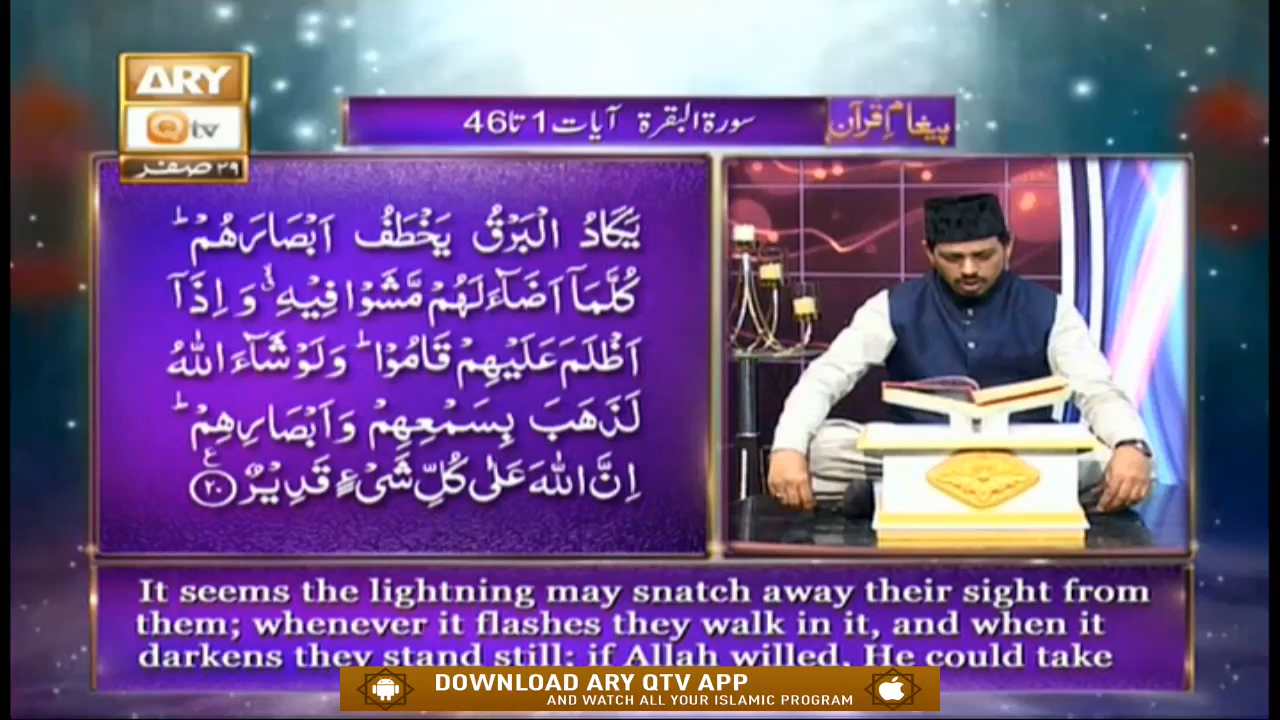 ARY
Qtv
۲۹ صفر
پیغامِ قرآن
سورۃ البقرۃ آیات 1 تا 46
یَكَادُ الْبَرْقُ یَخْطَفُ اَبْصَارَهُمْؕ
كُلَّمَاۤ اَضَآءَ لَهُمْ مَّشَوْا فِیْهِۙۗ وَ اِذَاۤ
اَظْلَمَ عَلَیْهِمْ قَامُوْاؕ وَ لَوْ شَآءَ اللّٰهُ
لَذَهَبَ بِسَمْعِهِمْ وَ اَبْصَارِهِمْؕ
اِنَّ اللّٰهَ عَلٰى كُلِّ شَیْءٍ قَدِیْرٌ ۲۰ ع
It seems the lightning may snatch away their sight from
them; whenever it flashes they walk in it, and when it
darkens they stand still; if Allah willed, He could take
DOWNLOAD ARY QTV APP
AND WATCH ALL YOUR ISLAMIC PROGRAM